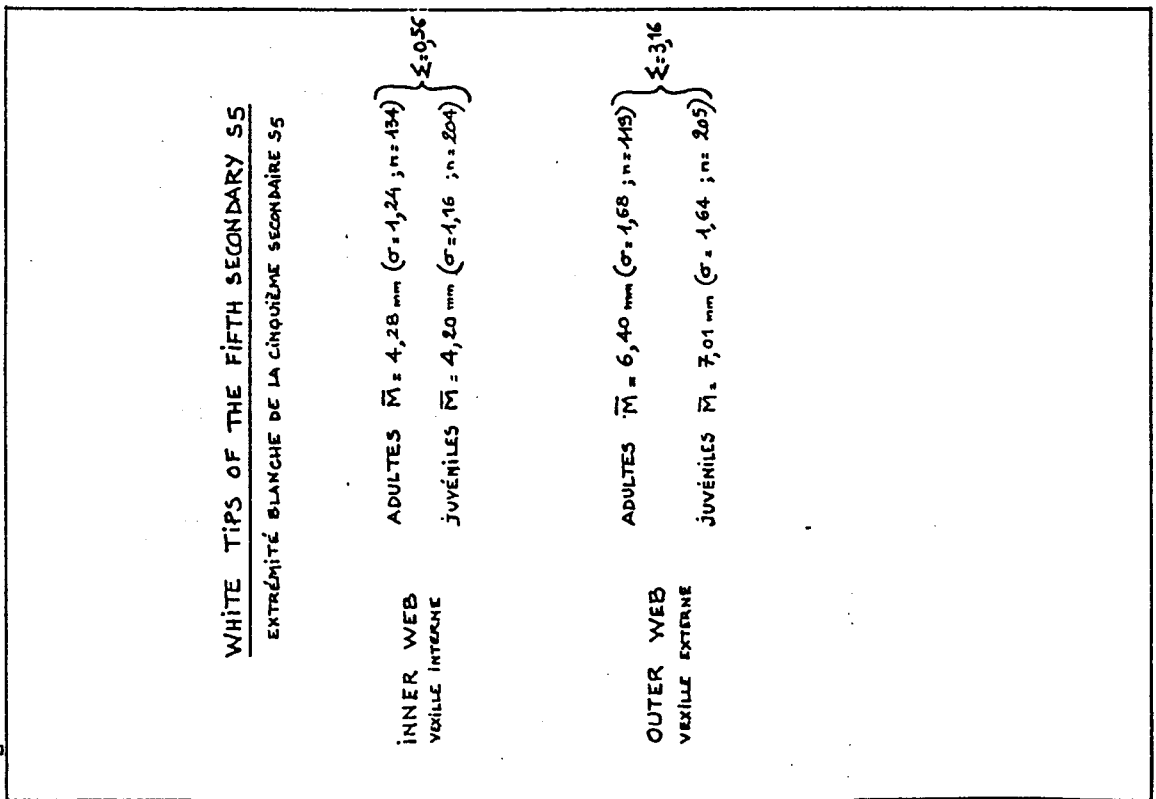 WHITE TIPS OF THE FIFTH SECONDARY S5
EXTRÉMITÉ BLANCHE DE LA CINQUIÈME SECONDAIRE S5
INNER WEB
VEXILLE INTERNE
ADULTES M̅ = 4,28 mm (σ = 1,24 ; n = 134)
JUVÉNILES M̅ = 4,20 mm (σ = 1,16 ; n = 204)
Σ = 0,56
OUTER WEB
VEXILLE EXTERNE
ADULTES M̅ = 6,40 mm (σ = 1,68 ; n = 119)
JUVÉNILES M̅ = 7,01 mm (σ = 1,64 ; n = 205)
Σ = 3,16